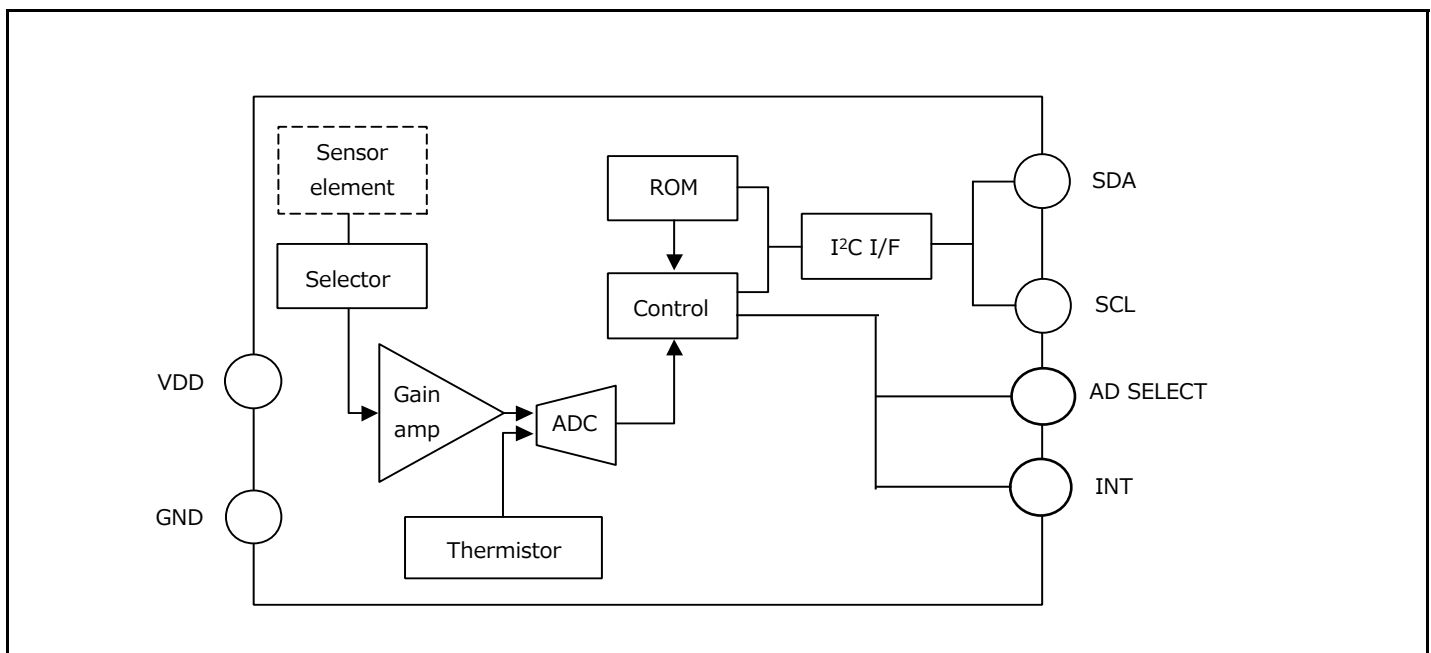 Sensor
element
Selector
ROM
Control
I²C I/F
SDA
SCL
AD SELECT
INT
VDD
GND
Gain
amp
ADC
Thermistor